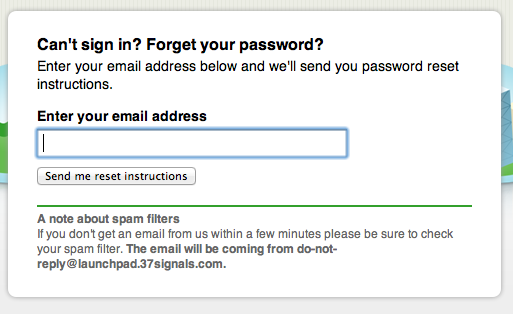 Can't sign in? Forget your password?
Enter your email address below and we'll send you password reset
instructions.
Enter your email address
Send me reset instructions
A note about spam filters
If you don't get an email from us within a few minutes please be sure to check
your spam filter. The email will be coming from do-not-
reply@launchpad.37signals.com.